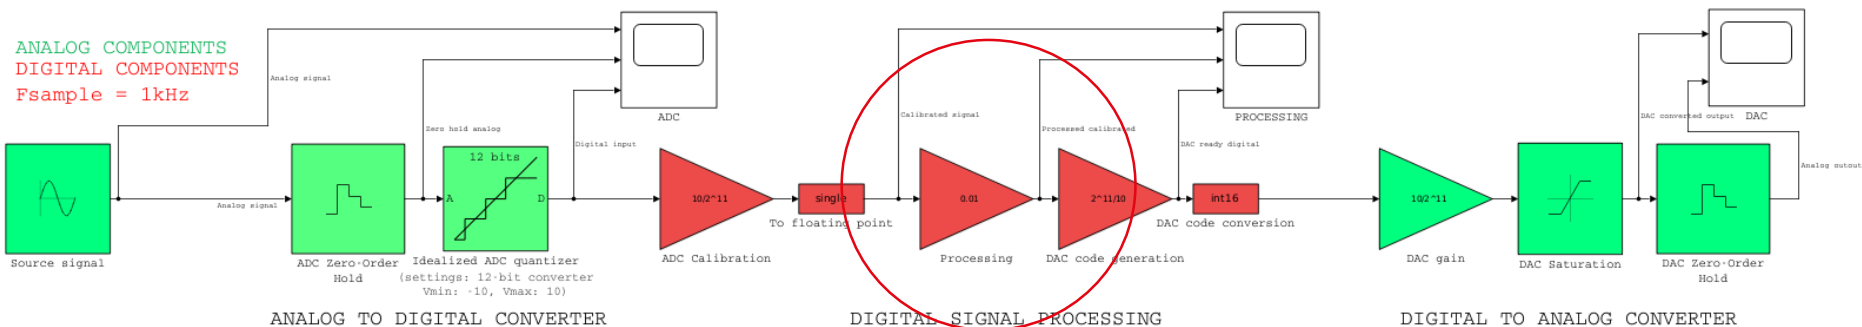 ANALOG COMPONENTS
DIGITAL COMPONENTS
Fsample = 1kHz
Analog signal
Source signal
Analog signal
ADC Zero-Order
Hold
Zero hold analog
12 bits
A
D
Idealized ADC quantizer
(settings: 12-bit converter
Vmin: -10, Vmax: 10)
Digital input
ADC
10/2^11
ADC Calibration
single
To floating point
Calibrated signal
0.01
Processing
Processed calibrated
2^11/10
DAC code generation
DAC ready digital
PROCESSING
int16
DAC code conversion
10/2^11
DAC gain
DAC Saturation
DAC converted output
DAC
DAC Zero-Order
Hold
Analog outout
ANALOG TO DIGITAL CONVERTER
DIGITAL SIGNAL PROCESSING
DIGITAL TO ANALOG CONVERTER